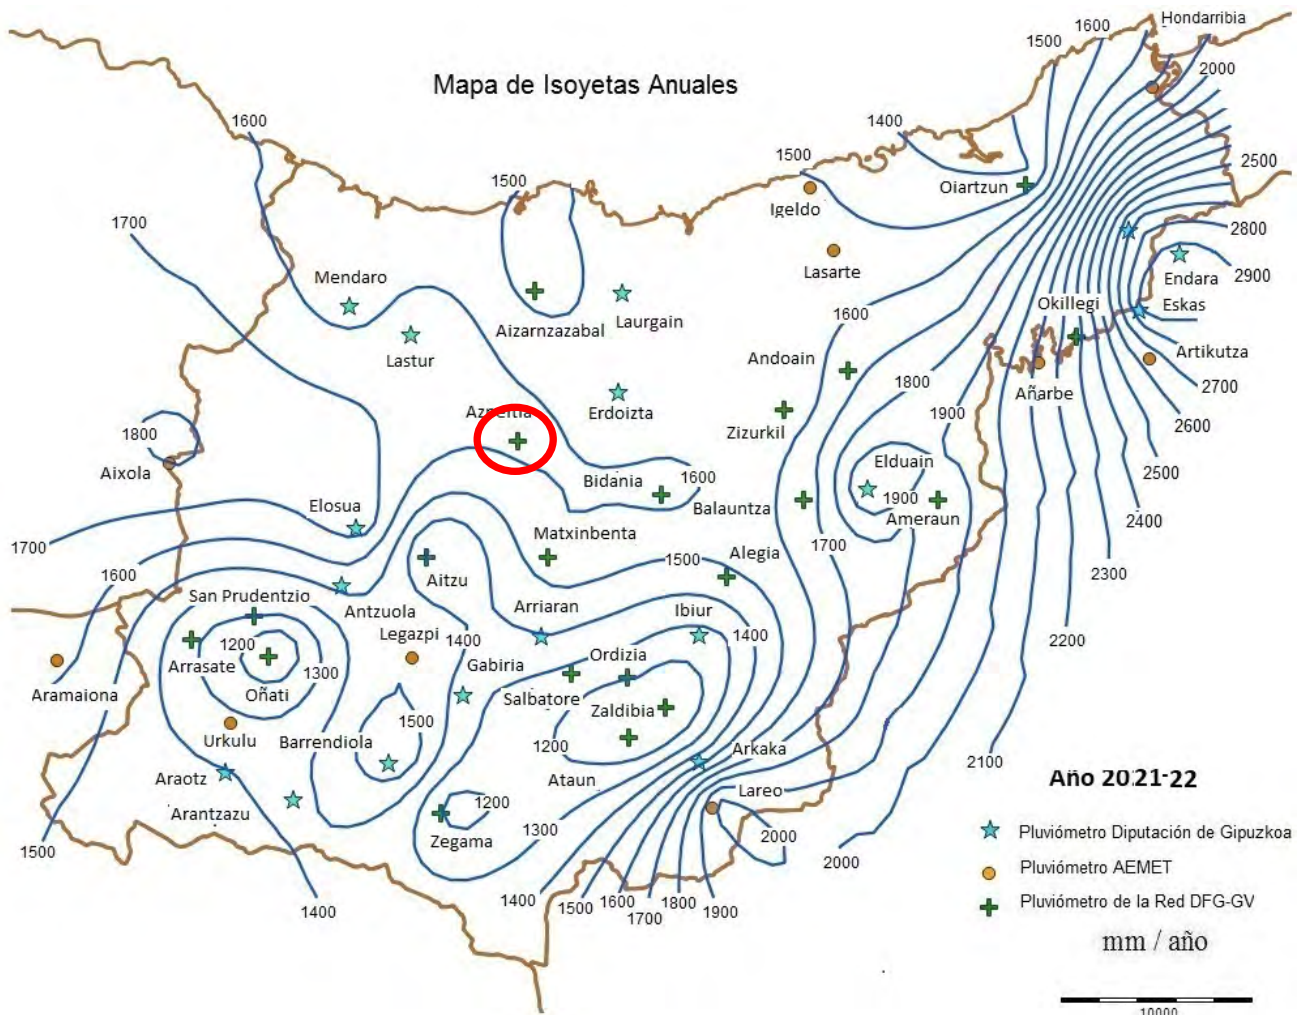 Hondarribia
1600
1500
2000
Mapa de Isoyetas Anuales
1600
1400
1500
2500
1500
Oiartzun
Igeldo
1700
2800
Lasarte
Endara
2900
Mendaro
Okillegi
Eskas
Laurgain
1600
Aizarnzazabal
Artikutza
Lastur
Andoain
1800
2700
Añarbe
Erdoizta
1900
Azpeitia
2600
1800
Zizurkil
Elduain
Aixola
2500
Bidania
1600
1900
Elosua
Balauntza
Ameraun
2400
Matxinbenta
1700
1700
Alegia
1500
1600
Aitzu
2300
San Prudentzio
Antzuola
Arriaran
Ibiur
Legazpi
1400
1400
2200
1200
Ordizia
Arrasate
1300
Gabiria
Aramaiona
Oñati
Salbatore
Zaldibia
1500
Urkulu
Barrendiola
1200
Arkaka
2100
Araotz
Ataun
Año 2021-22
Lareo
Arantzazu
1200
1300
2000
Pluviómetro Diputación de Gipuzkoa
Zegama
1500
2000
Pluviómetro AEMET
1400
1400
1500
1600
1700
1800
1900
Pluviómetro de la Red DFG-GV
mm / año
10000